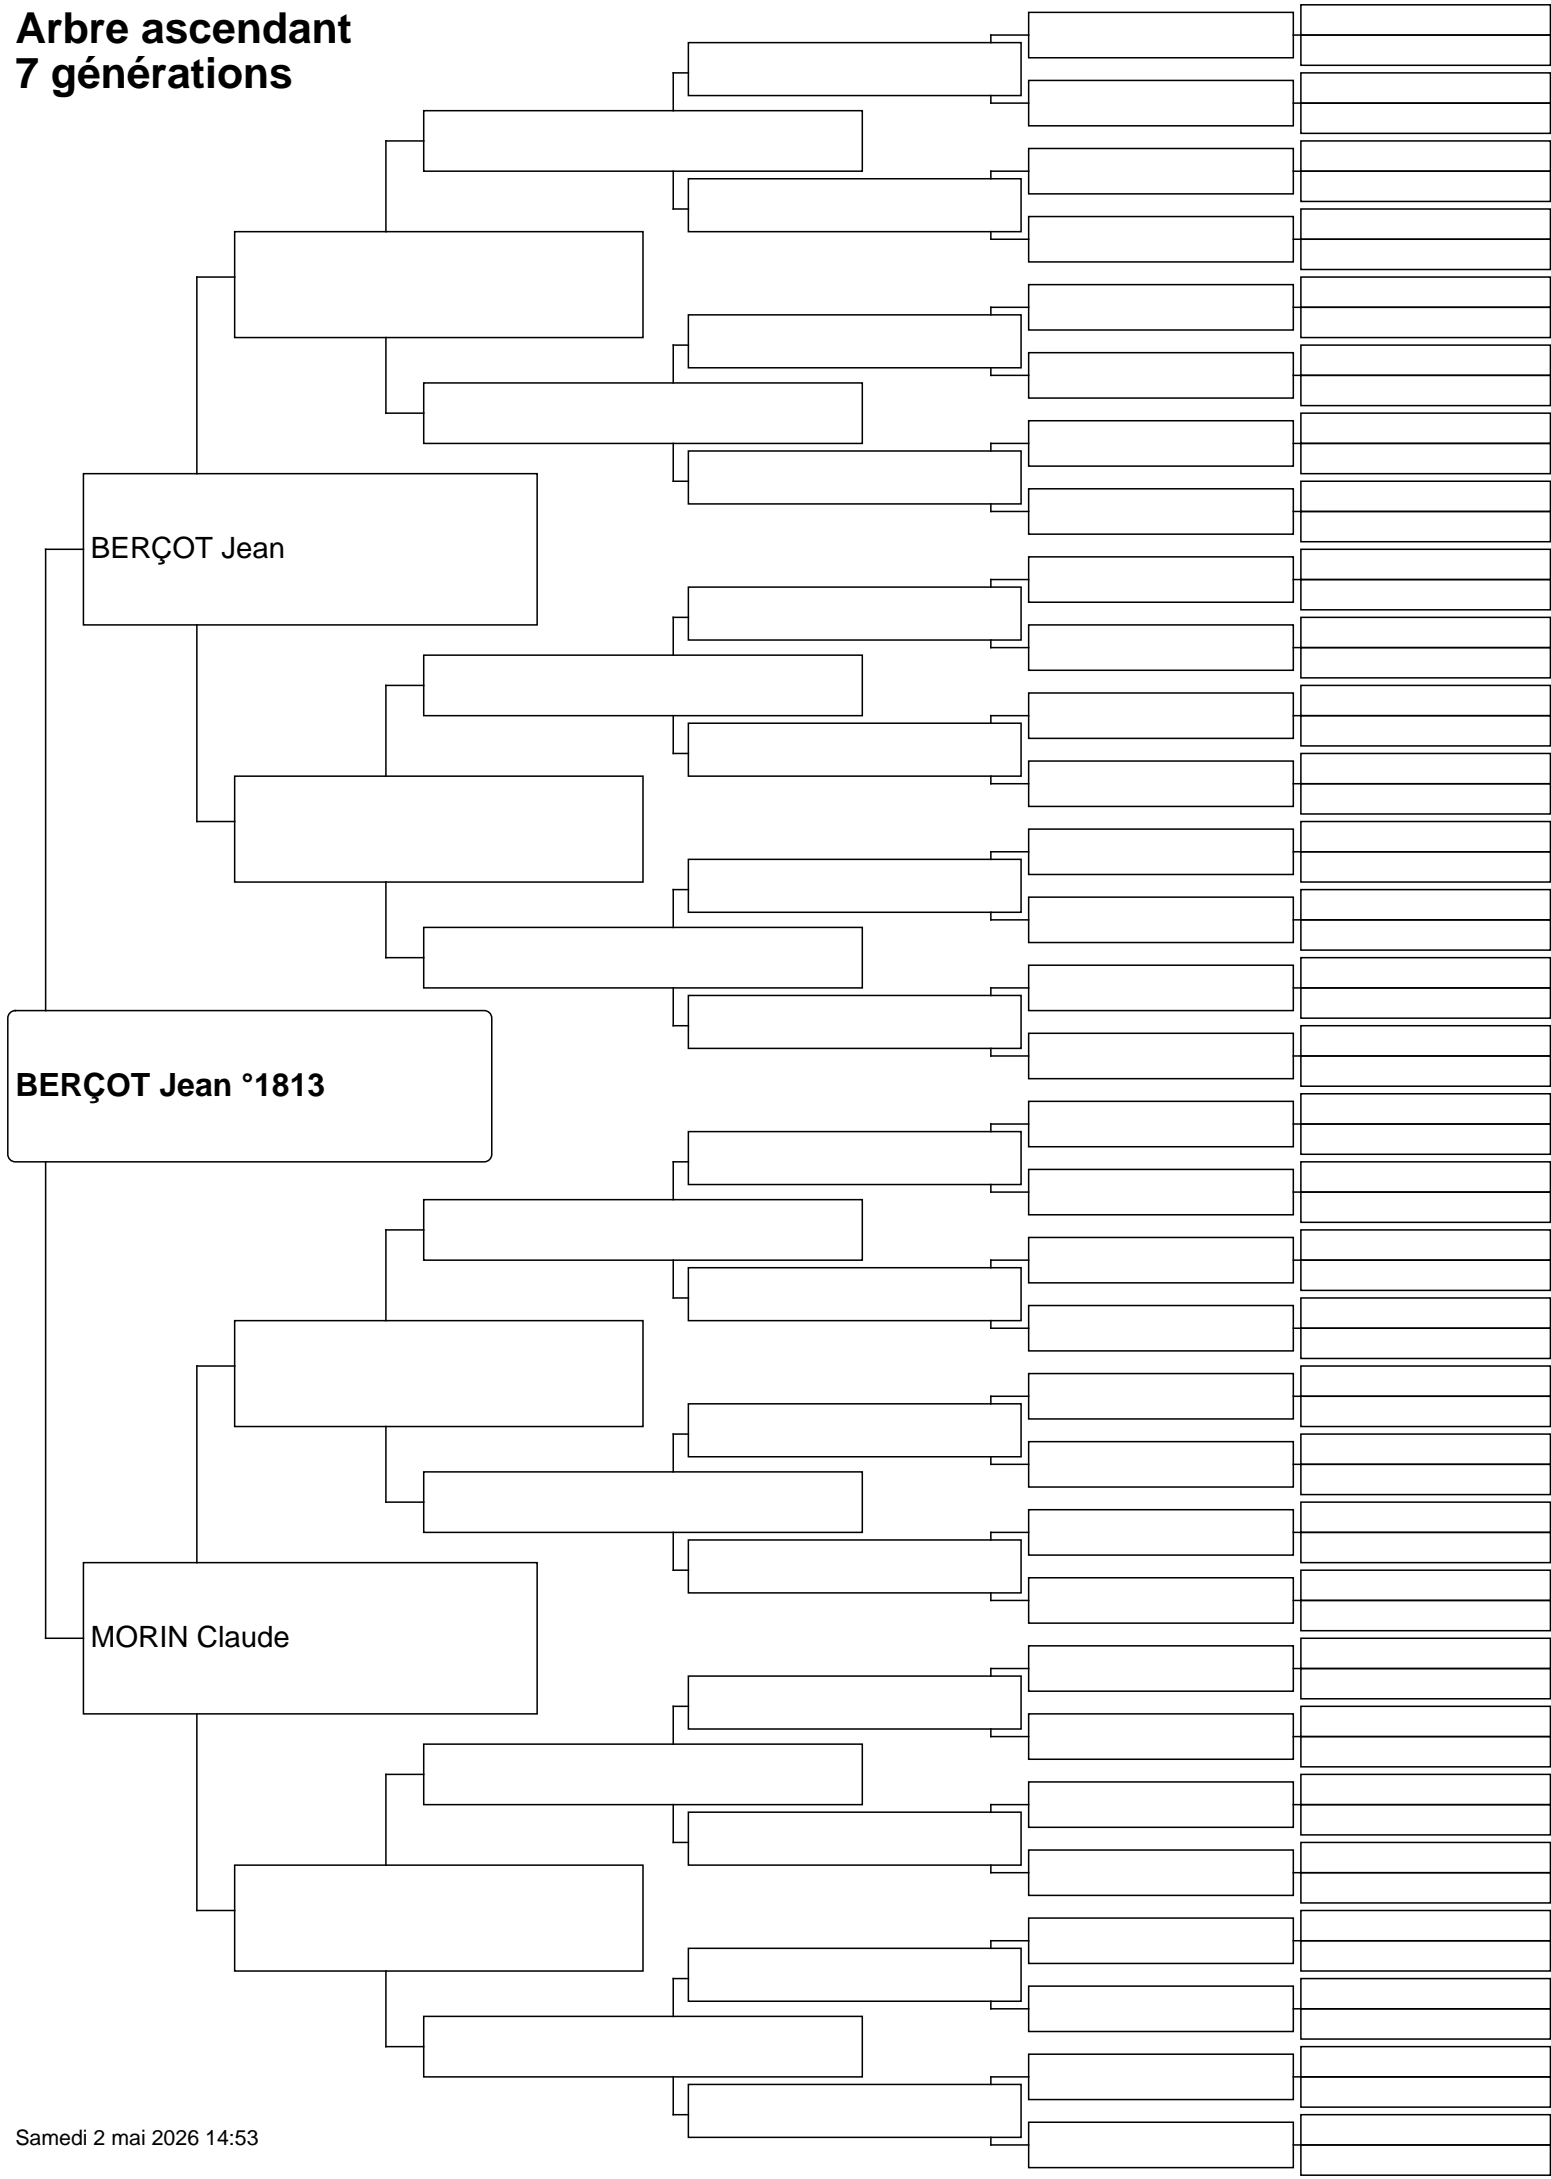 Arbre ascendant
7 générations
BERÇOT Jean
BERÇOT Jean °1813
MORIN Claude
Samedi 2 mai 2026 14:53